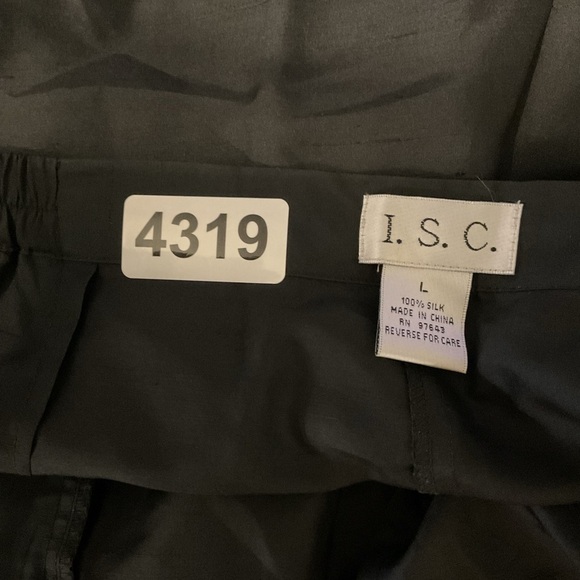 4319
I. S. C.
L
100% SILK
MADE IN CHINA
RN 97643
REVERSE FOR CARE